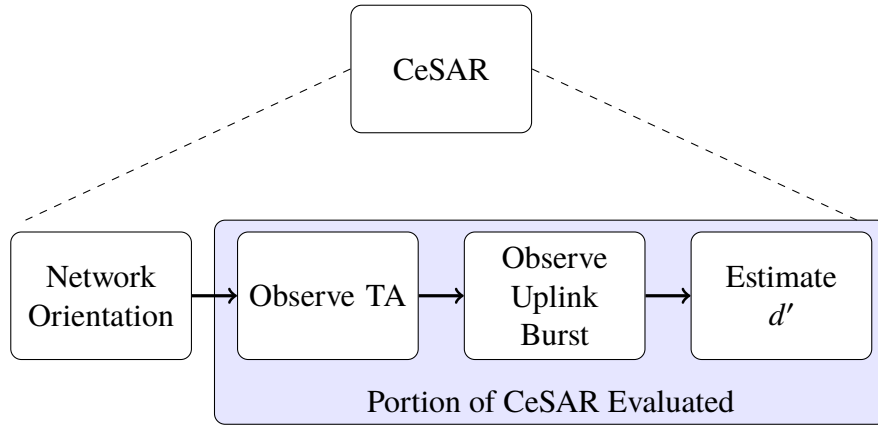 CeSAR
Network
Orientation
Observe TA
Observe
Uplink
Burst
Estimate
d′
Portion of CeSAR Evaluated